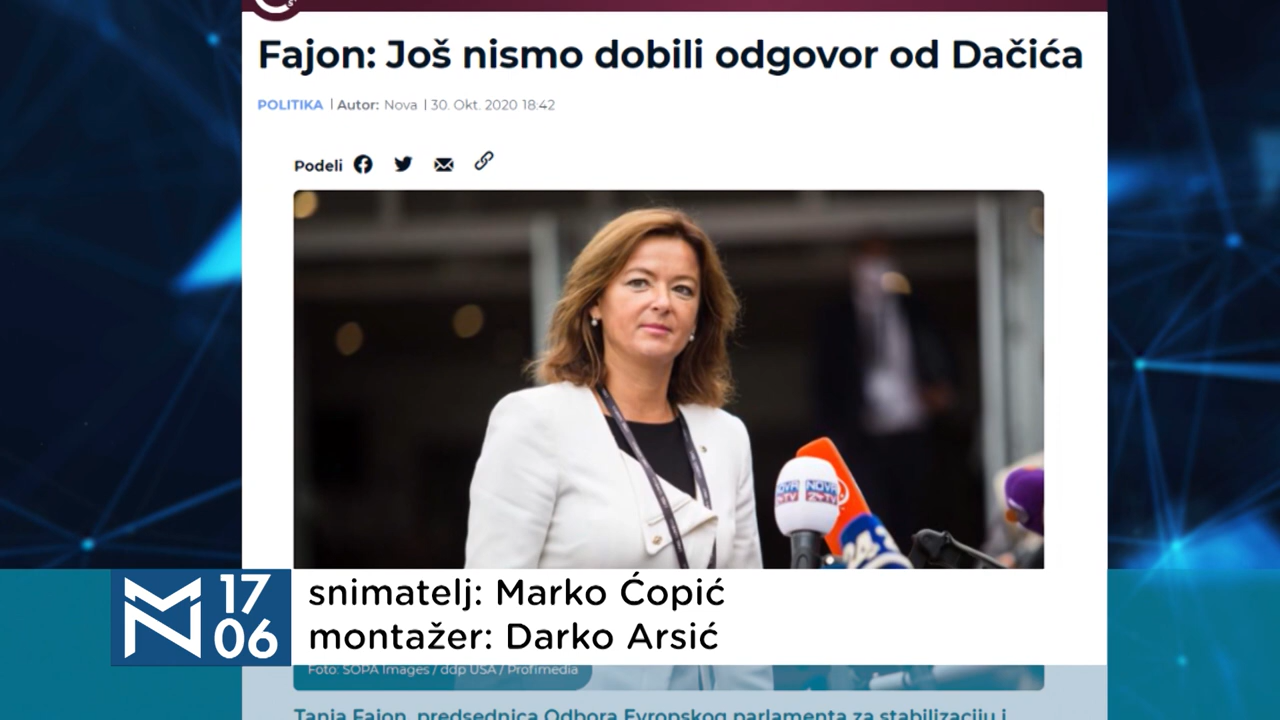 Fajon: Još nismo dobili odgovor od Dačića
POLITIKA | Autor: Nova | 30. Okt. 2020 18:42
Podeli
NOVA
NOVA
17
06
snimatelj: Marko Ćopić
montažer: Darko Arsić
Foto: SOPA Images / ddp USA / Profimedia
Tanja Fajon, predsednica Odbora Evropskog parlamenta za stabilizaciju i